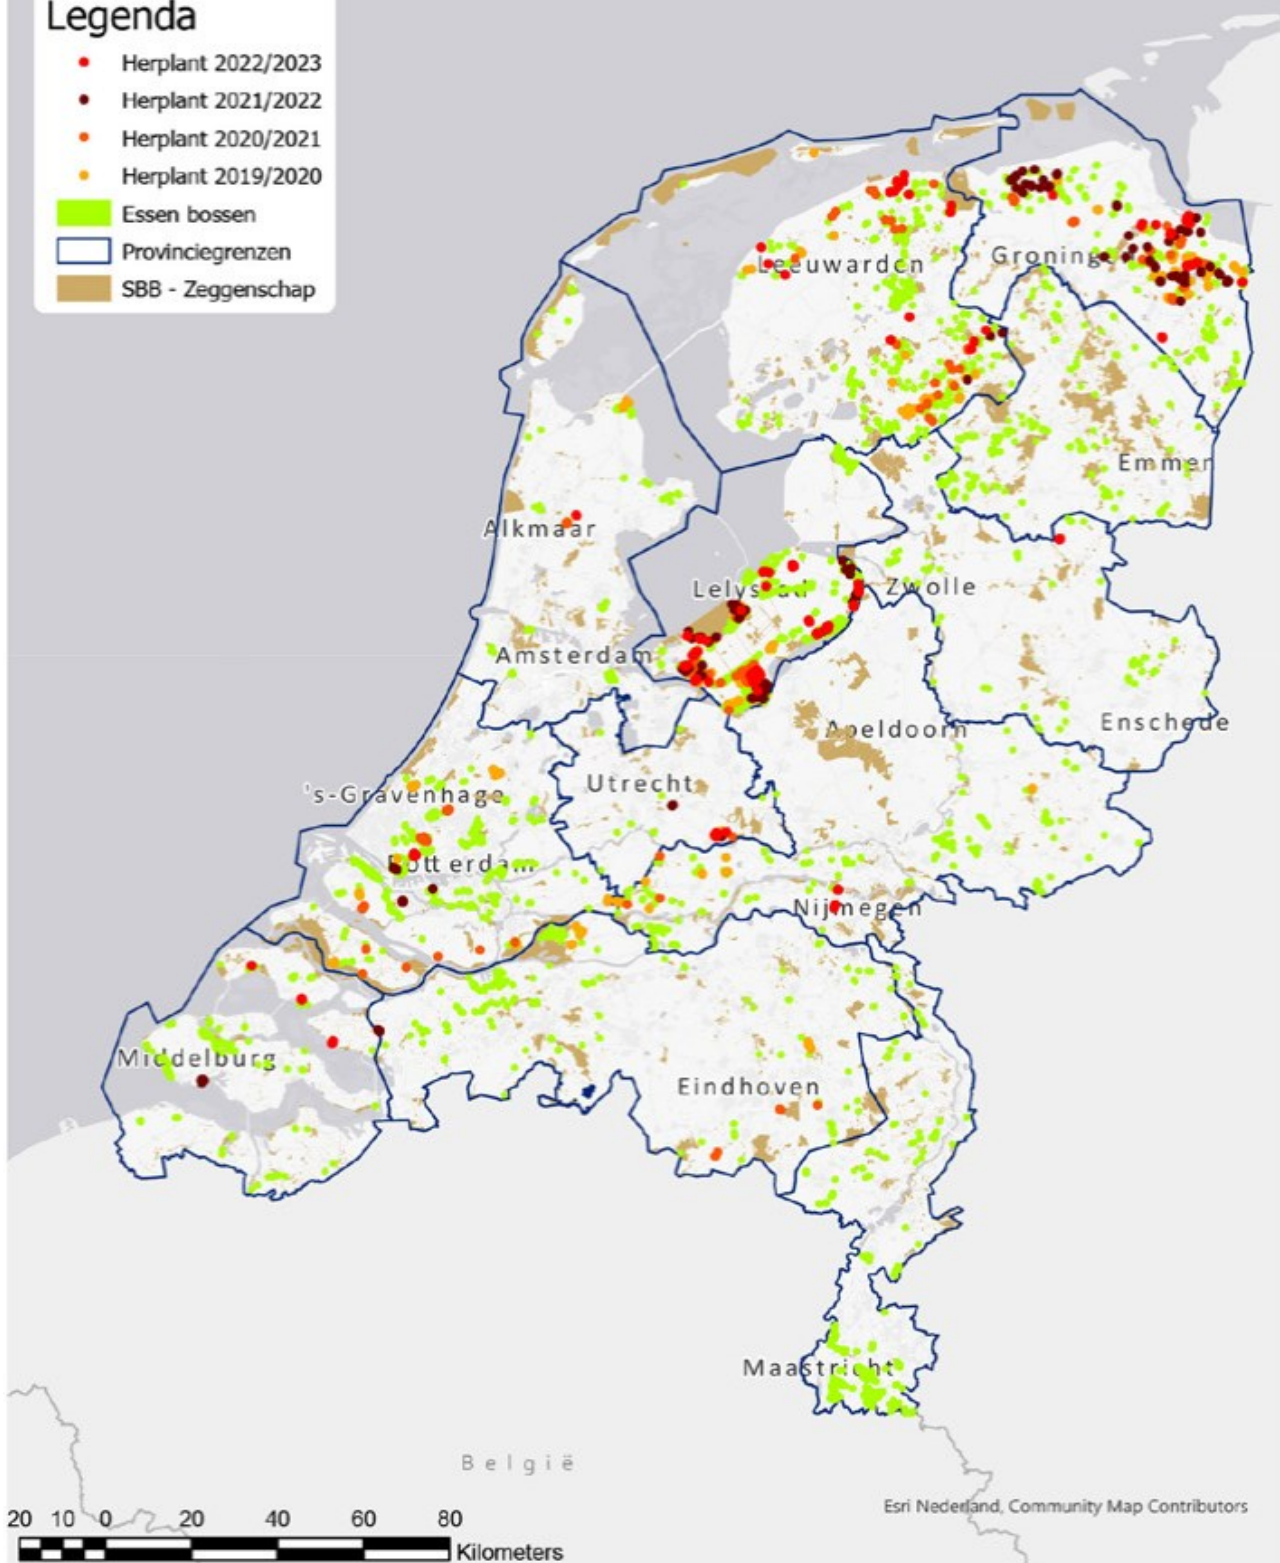 Legenda
Herplant 2022/2023
Herplant 2021/2022
Herplant 2020/2021
Herplant 2019/2020
Essen bossen
Provinciegrenzen
SBB - Zeggenschap
Leeuwarden
Groningen
Emmen
Alkmaar
Lelystad
Zwolle
Amsterdam
Apeldoorn
Enschede
Utrecht
's-Gravenhage
Rotterdam
Nijmegen
Middelburg
Eindhoven
Maastricht
België
Esri Nederland, Community Map Contributors
20 10 0 20 40 60 80
Kilometers